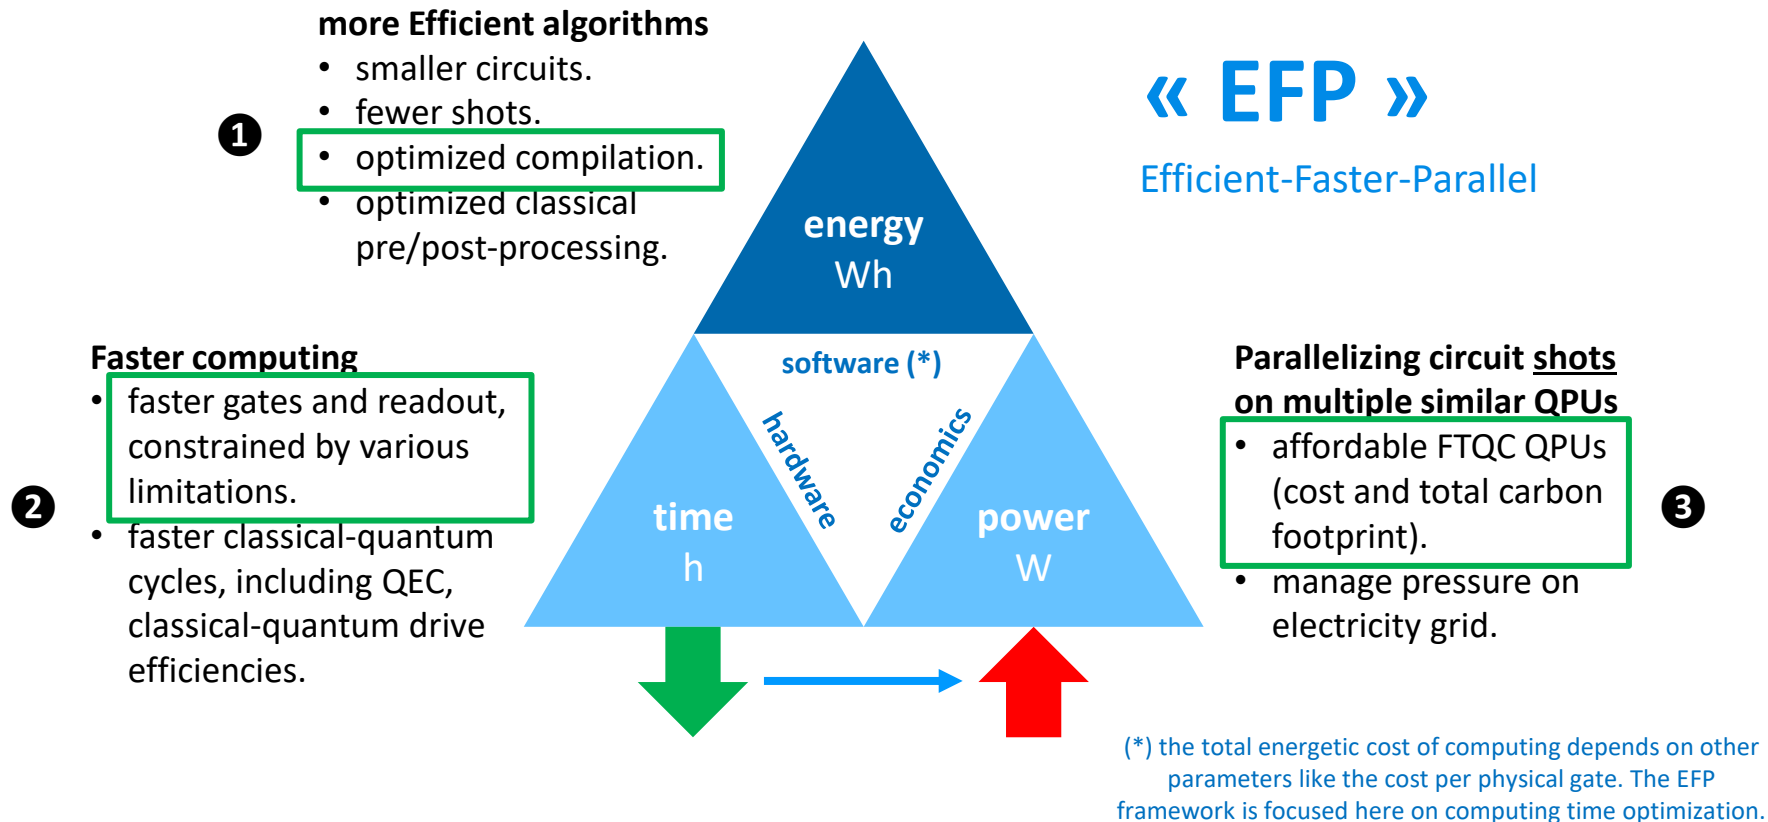 more Efficient algorithms
• smaller circuits.
• fewer shots.
❶
• optimized compilation.
• optimized classical
pre/post-processing.
« EFP »
Efficient-Faster-Parallel
energy
Wh
software (*)
hardware
economics
time
h
power
W
Faster computing
• faster gates and readout,
constrained by various
limitations.
❷
• faster classical-quantum
cycles, including QEC,
classical-quantum drive
efficiencies.
Parallelizing circuit shots
on multiple similar QPUs
• affordable FTQC QPUs
(cost and total carbon
footprint).
❸
• manage pressure on
electricity grid.
(*) the total energetic cost of computing depends on other
parameters like the cost per physical gate. The EFP
framework is focused here on computing time optimization.